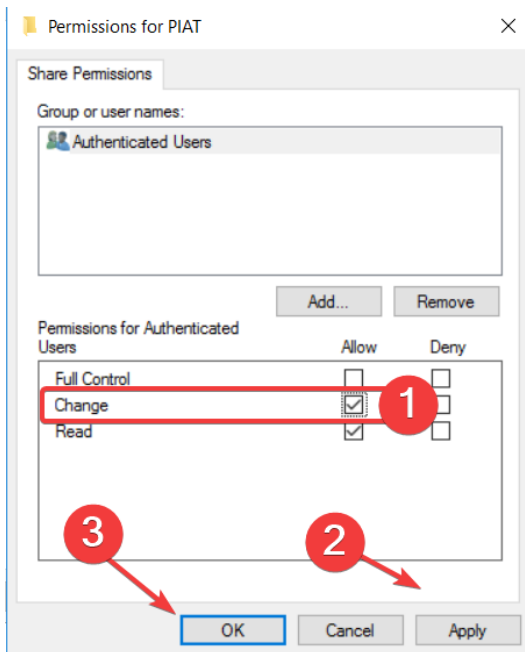 Permissions for PIAT
Share Permissions
Group or user names:
Authenticated Users
Add...
Remove
Permissions for Authenticated
Users
Allow
Deny
Full Control
Change
1
Read
3
2
OK
Cancel
Apply